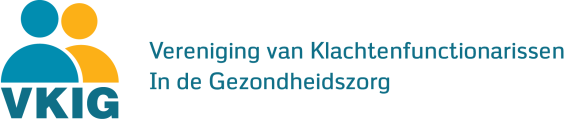 VKIG
Vereniging van Klachtenfunctionarissen
In de Gezondheidszorg